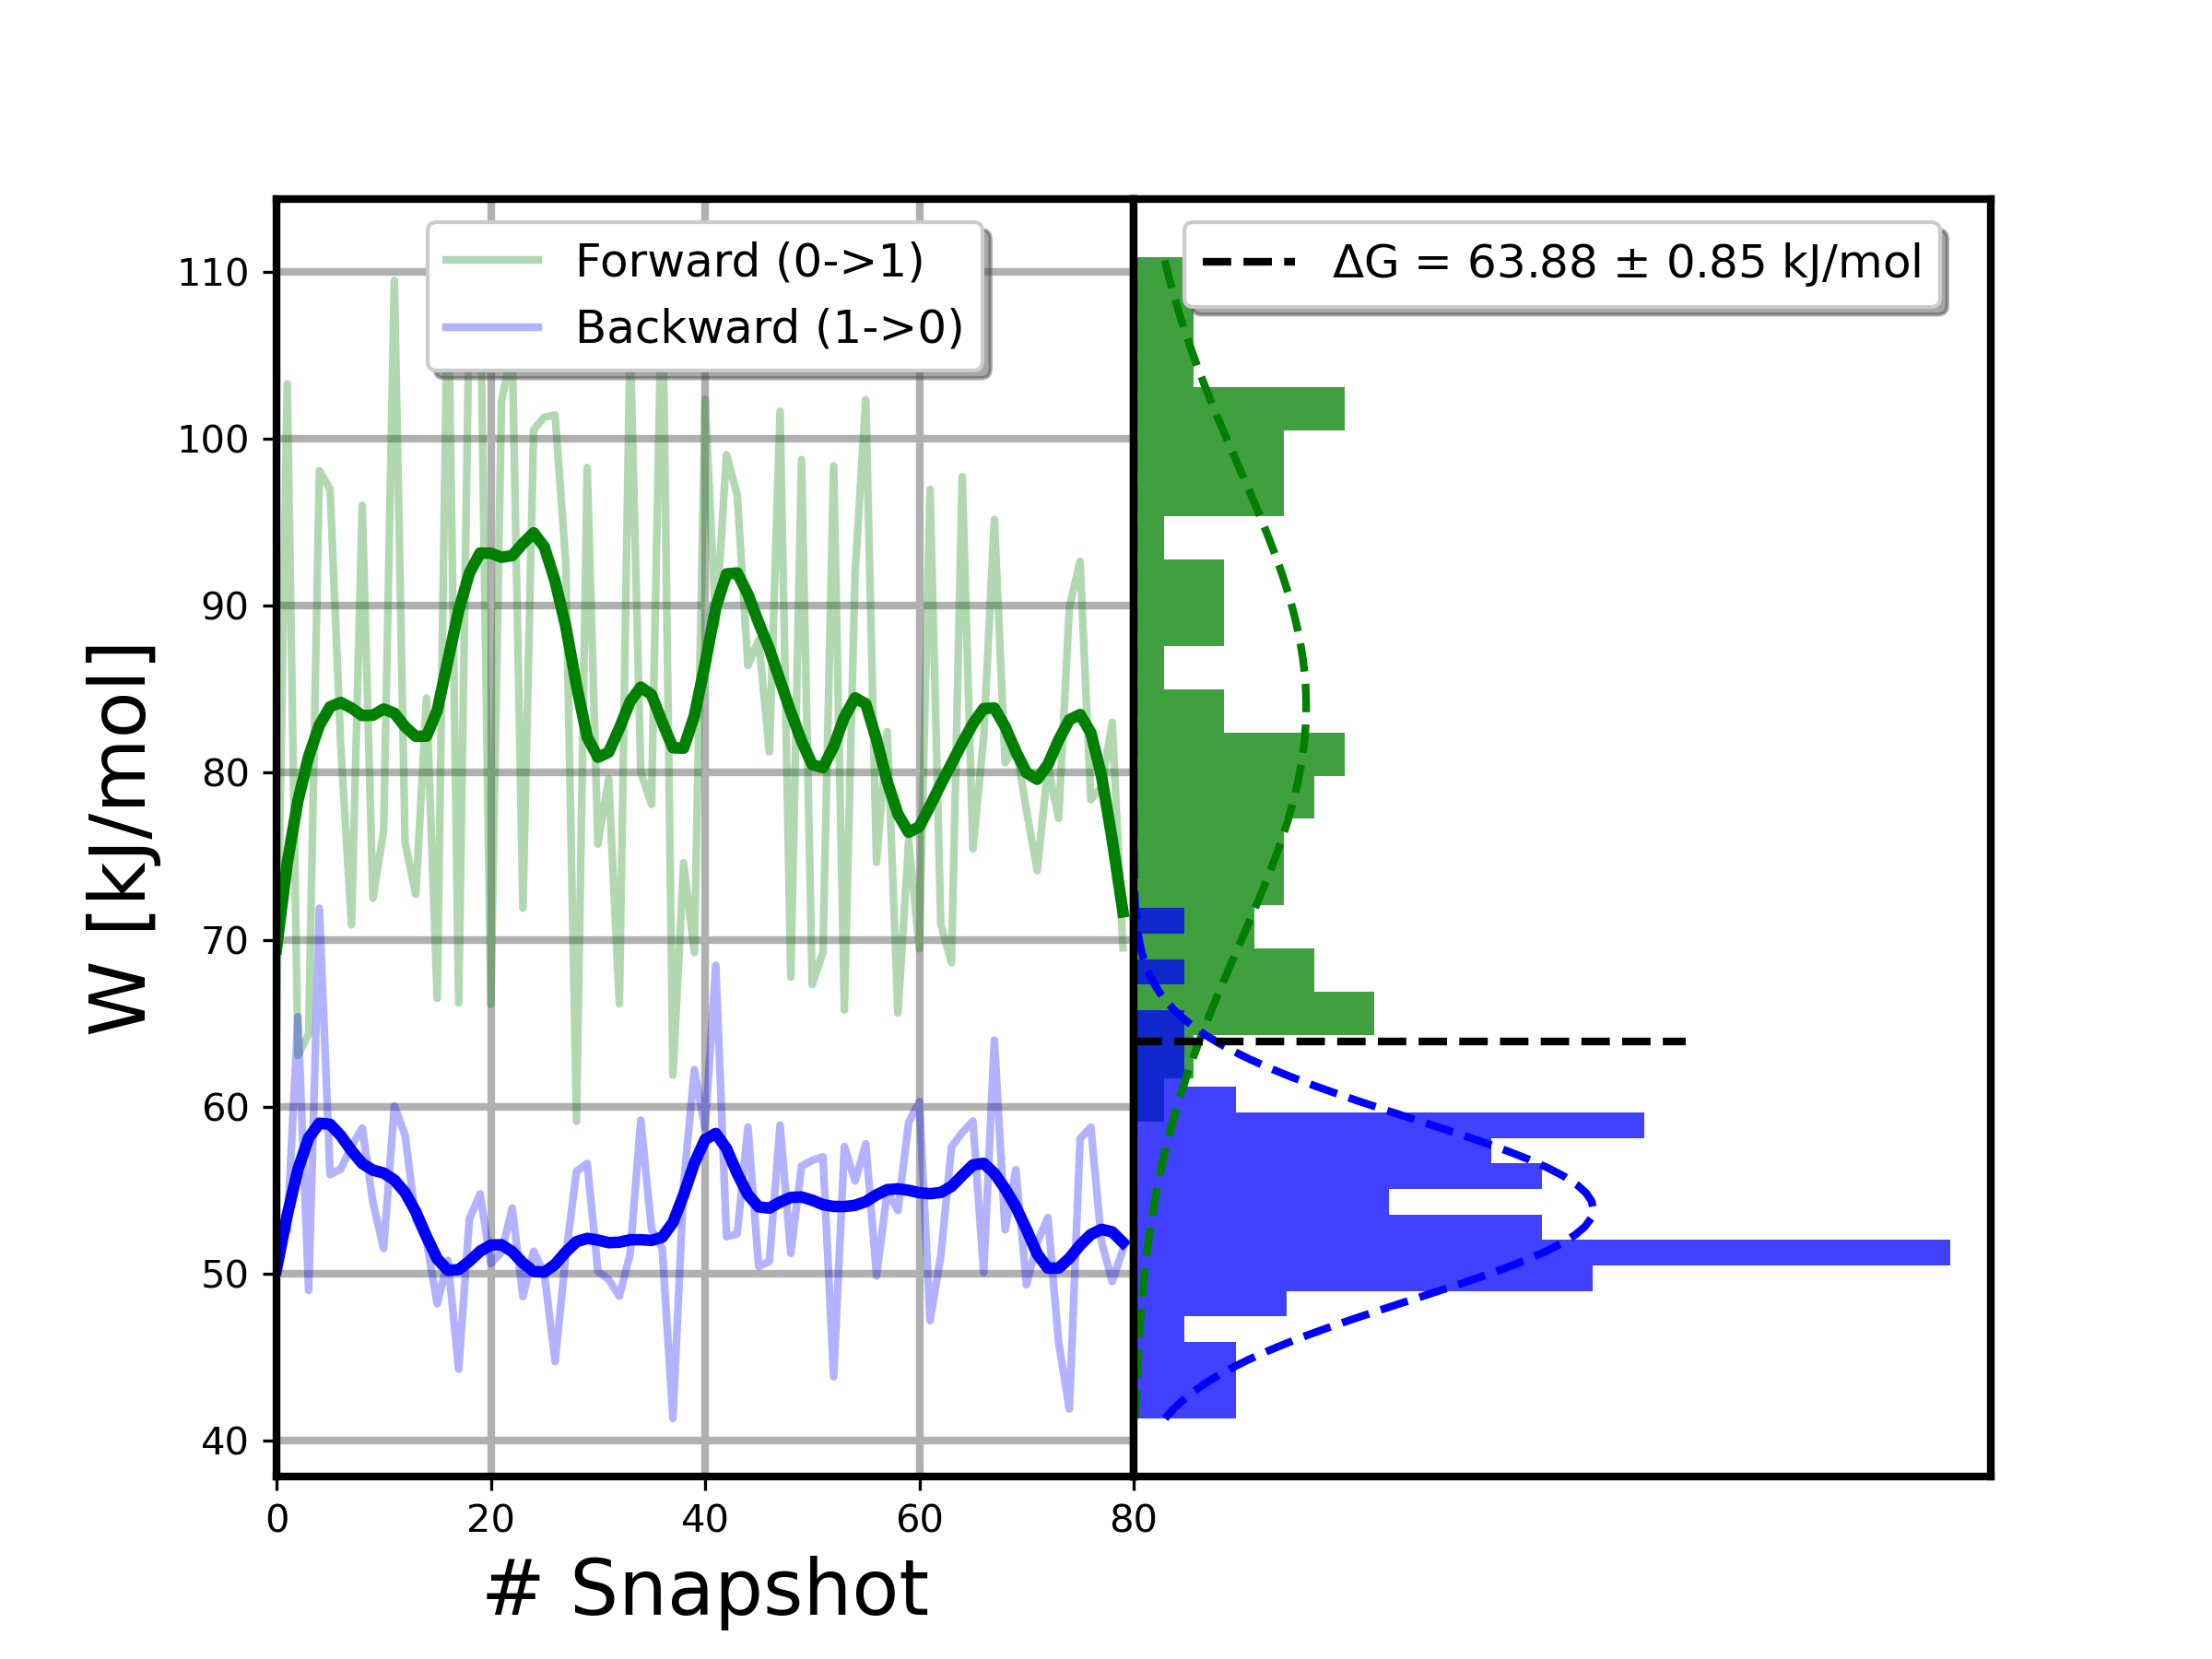 Forward (0->1)
Backward (1->0)
ΔG = 63.88 ± 0.85 kJ/mol
W [kJ/mol]
110
100
90
80
70
60
50
40
0 20 40 60 80
# Snapshot